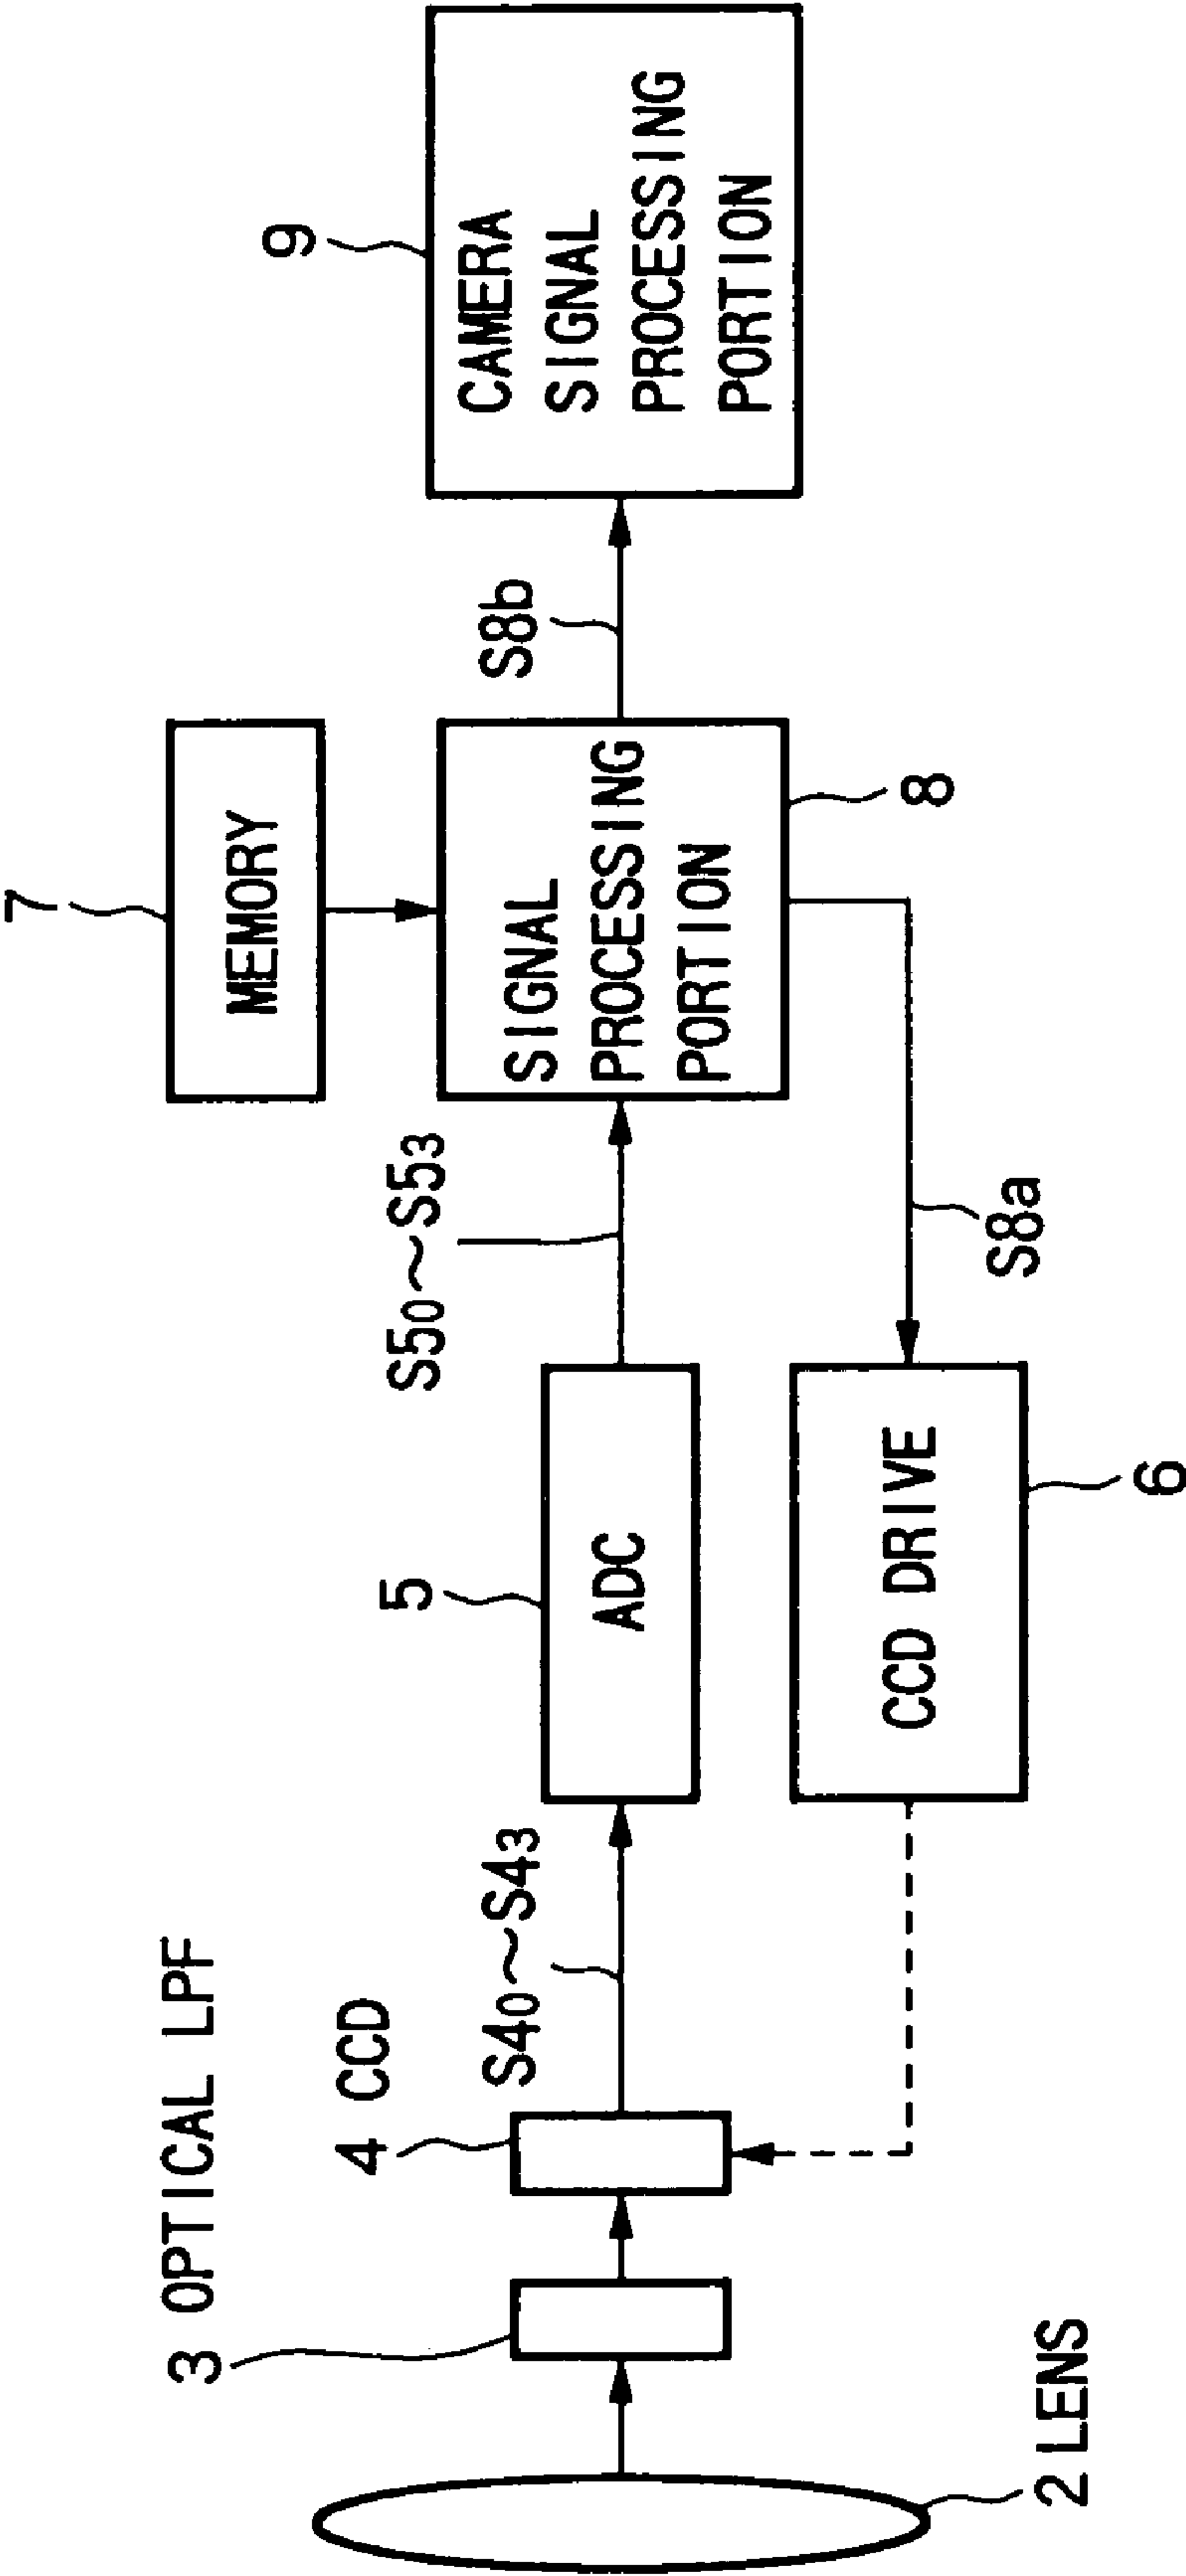 7
MEMORY
9
CAMERA
SIGNAL
PROCESSING
PORTION
3 OPTICAL LPF
4 CCD
S4₀~S4₃
5
ADC
S5₀~S5₃
SIGNAL
PROCESSING
PORTION
8
S8b
S8a
CCD DRIVE
6
2 LENS